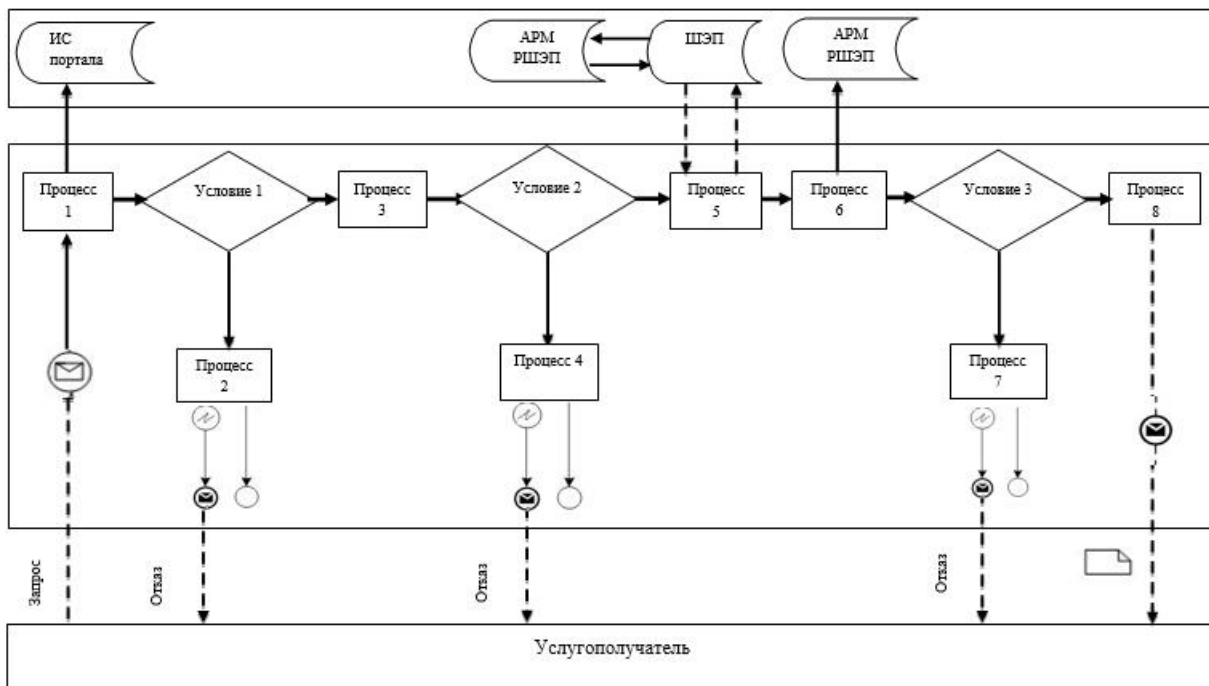 ИС
портала
АРМ
РШЭП
ШЭП
АРМ
РШЭП
Процесс
1
Условие 1
Процесс
3
Условие 2
Процесс
5
Процесс
6
Условие 3
Процесс
8
Процесс
2
Процесс 4
Процесс
7
Запрос
Отказ
Отказ
Отказ
Услугополучатель